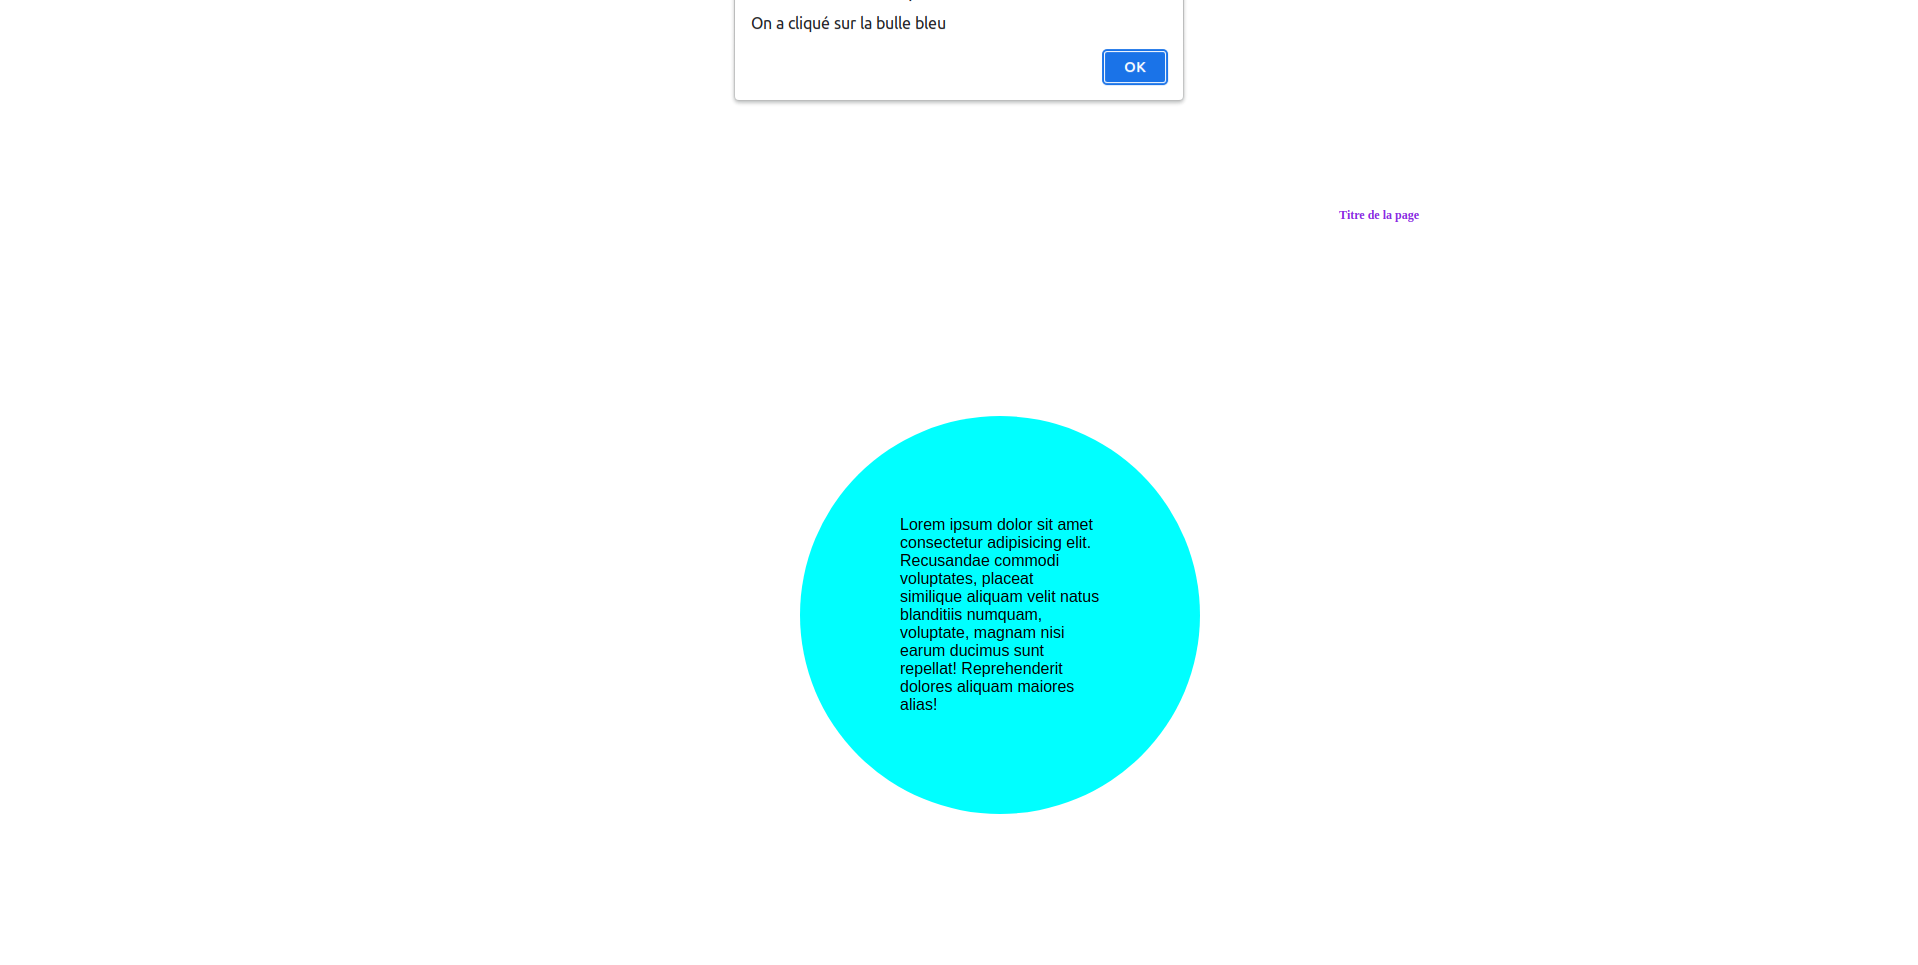 On a cliqué sur la bulle bleu
OK
Titre de la page
Lorem ipsum dolor sit amet
consectetur adipisicing elit.
Recusandae commodi
voluptates, placeat
similique aliquam velit natus
blanditiis numquam,
voluptate, magnam nisi
earum ducimus sunt
repellat! Reprehenderit
dolores aliquam maiores
alias!